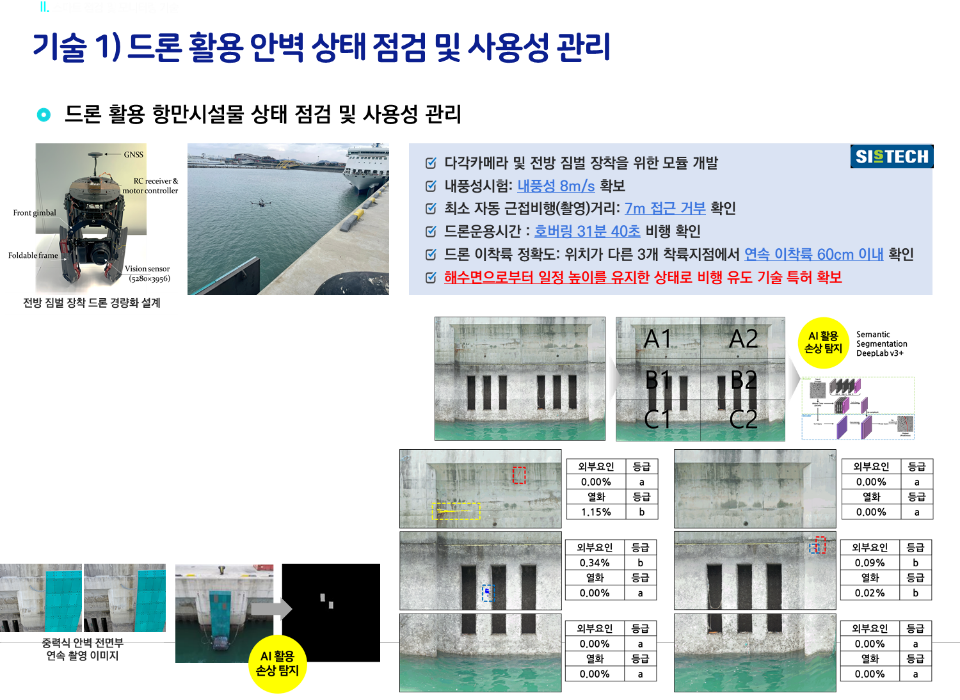 II.
기술 1) 드론 활용 안벽 상태 점검 및 사용성 관리
드론 활용 항만시설물 상태 점검 및 사용성 관리
GNSS
RC receiver &
motor controller
Front gimbal
Foldable frame
Vision sensor
(5280×3956)
전방 짐벌 장착 드론 경량화 설계
SISTECH
다각카메라 및 전방 짐벌 장착을 위한 모듈 개발
내풍성시험: 내풍성 8m/s 확보
최소 자동 근접비행(촬영)거리: 7m 접근 거부 확인
드론운용시간 : 호버링 31분 40초 비행 확인
드론 이착륙 정확도: 위치가 다른 3개 착륙지점에서 연속 이착륙 60cm 이내 확인
해수면으로부터 일정 높이를 유지한 상태로 비행 유도 기술 특허 확보
A1 A2
B1 B2
C1 C2
AI 활용
손상 탐지
Semantic
Segmentation
DeepLab v3+
외부요인 등급
0.00% a
열화 등급
1.15% b
외부요인 등급
0.00% a
열화 등급
0.00% a
외부요인 등급
0.34% b
열화 등급
0.00% a
외부요인 등급
0.09% b
열화 등급
0.02% b
외부요인 등급
0.00% a
열화 등급
0.00% a
외부요인 등급
0.00% a
열화 등급
0.00% a
중력식 안벽 전면부
연속 촬영 이미지
AI 활용
손상 탐지